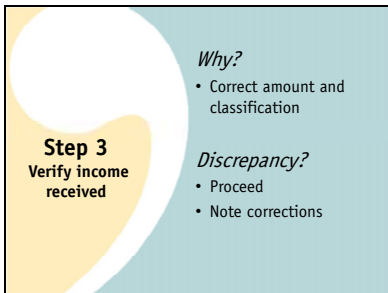 Step 3
Verify income
received
Why?
• Correct amount and
classification
Discrepancy?
• Proceed
• Note corrections